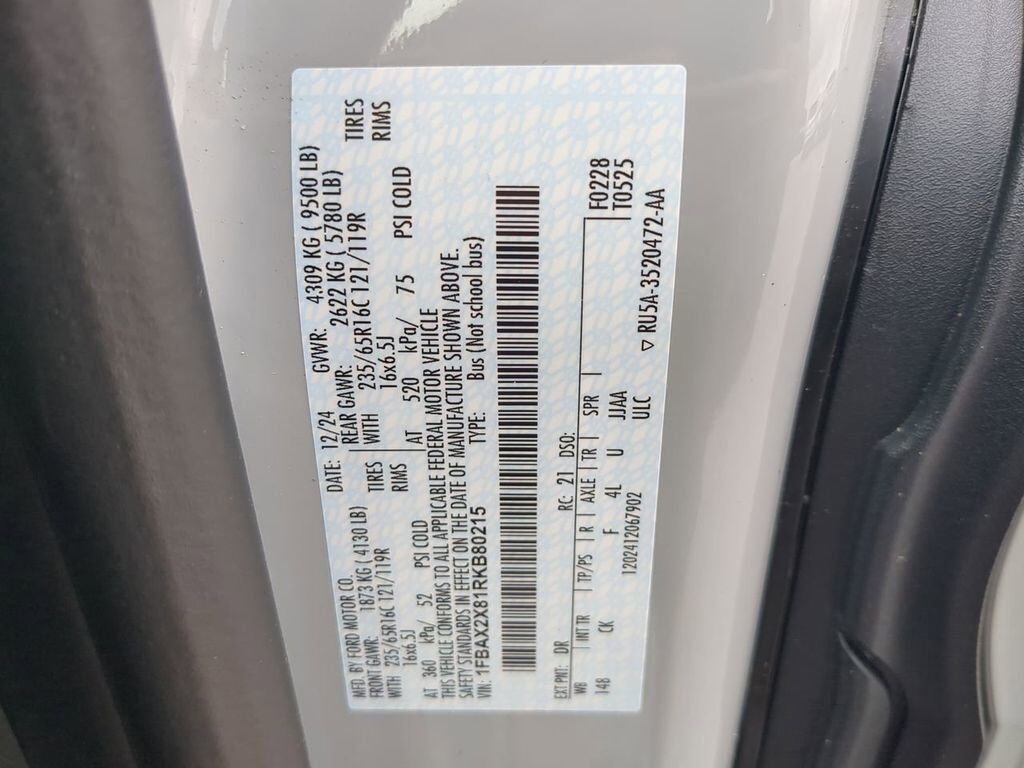 MFD. BY FORD MOTOR CO. DATE: 12/24 GVWR: 4309 KG ( 9500 LB)
FRONT GAWR: 1873 KG ( 4130 LB) REAR GAWR: 2622 KG ( 5780 LB)
WITH 235/65R16C 121/119R TIRES WITH 235/65R16C 121/119R TIRES
16x6.5J RIMS 16x6.5J RIMS
AT 360 kPa/ 52 PSI COLD AT 520 kPa/ 75 PSI COLD
THIS VEHICLE CONFORMS TO ALL APPLICABLE FEDERAL MOTOR VEHICLE
SAFETY STANDARDS IN EFFECT ON THE DATE OF MANUFACTURE SHOWN ABOVE.
VIN: 1FBAX2X81RKB80215 TYPE: Bus (Not school bus)
EXT PNT: DR RC: 21 DSO: F0228
WB INT TR TP/PS R AXLE TR SPR T0525
148 CK F 4L U JJAA
1202412067902 ULC
▽ RU5A-3520472-AA